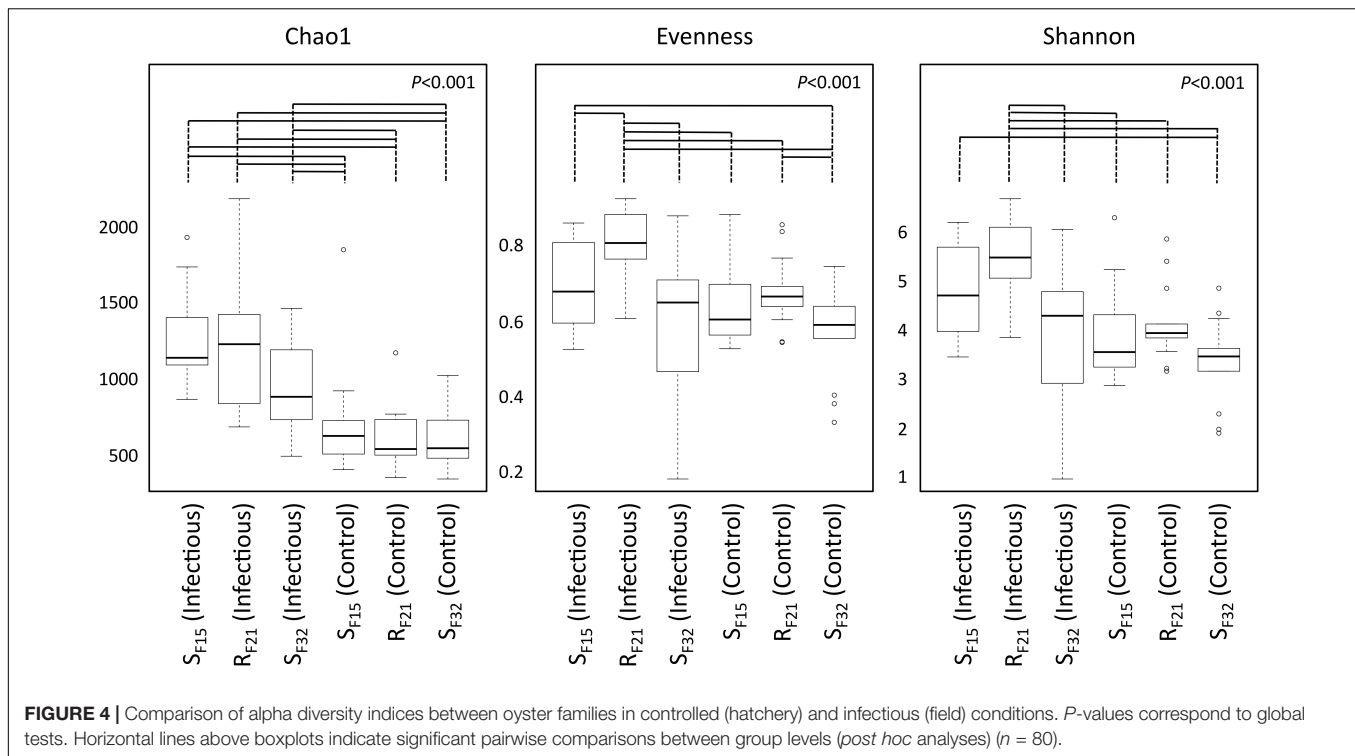 Chao1
Evenness
Shannon
P<0.001
P<0.001
P<0.001
2000
1500
1000
500
0.8
0.6
0.4
0.2
6
5
4
3
2
1
SF15 (Infectious)
RF21 (Infectious)
SF32 (Infectious)
SF15 (Control)
RF21 (Control)
SF32 (Control)
SF15 (Infectious)
RF21 (Infectious)
SF32 (Infectious)
SF15 (Control)
RF21 (Control)
SF32 (Control)
SF15 (Infectious)
RF21 (Infectious)
SF32 (Infectious)
SF15 (Control)
RF21 (Control)
SF32 (Control)
FIGURE 4 | Comparison of alpha diversity indices between oyster families in controlled (hatchery) and infectious (field) conditions. P-values correspond to global
tests. Horizontal lines above boxplots indicate significant pairwise comparisons between group levels (post hoc analyses) (n = 80).